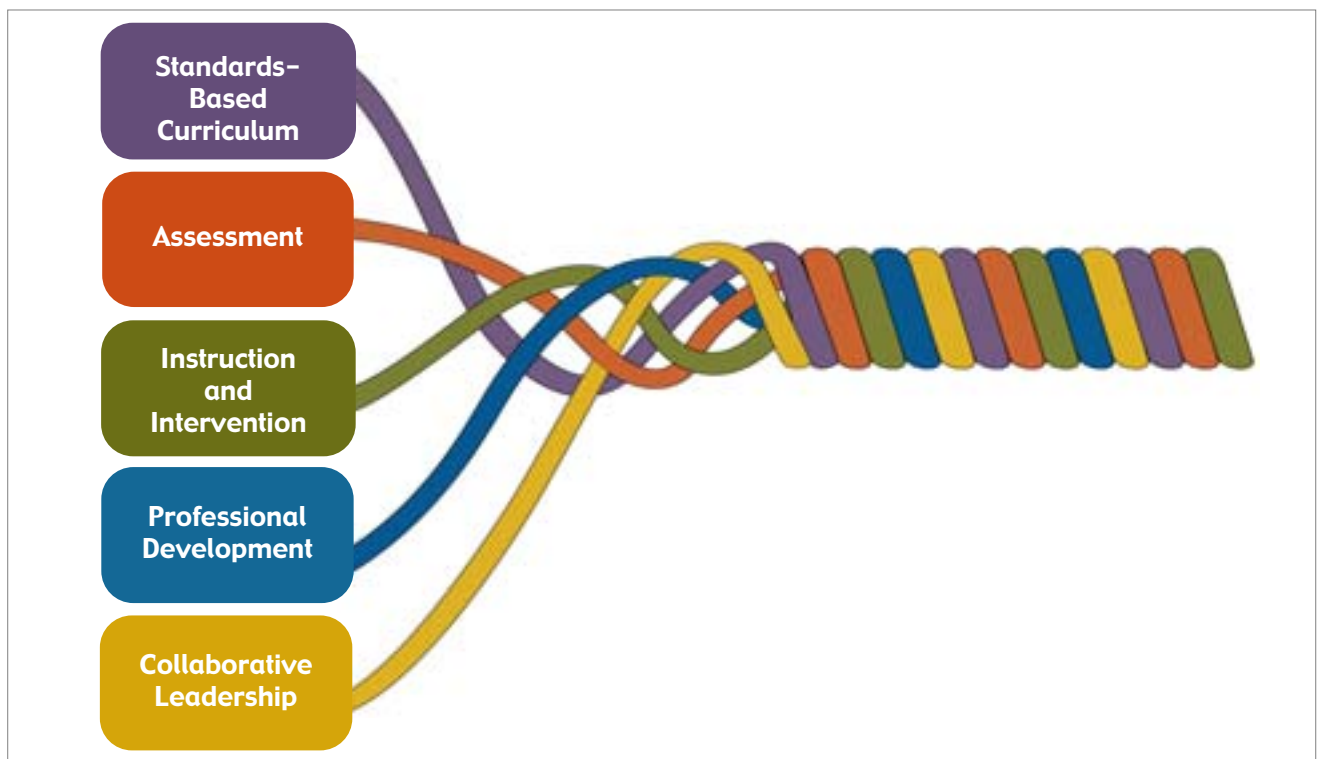 Standards-
Based
Curriculum
Assessment
Instruction
and
Intervention
Professional
Development
Collaborative
Leadership